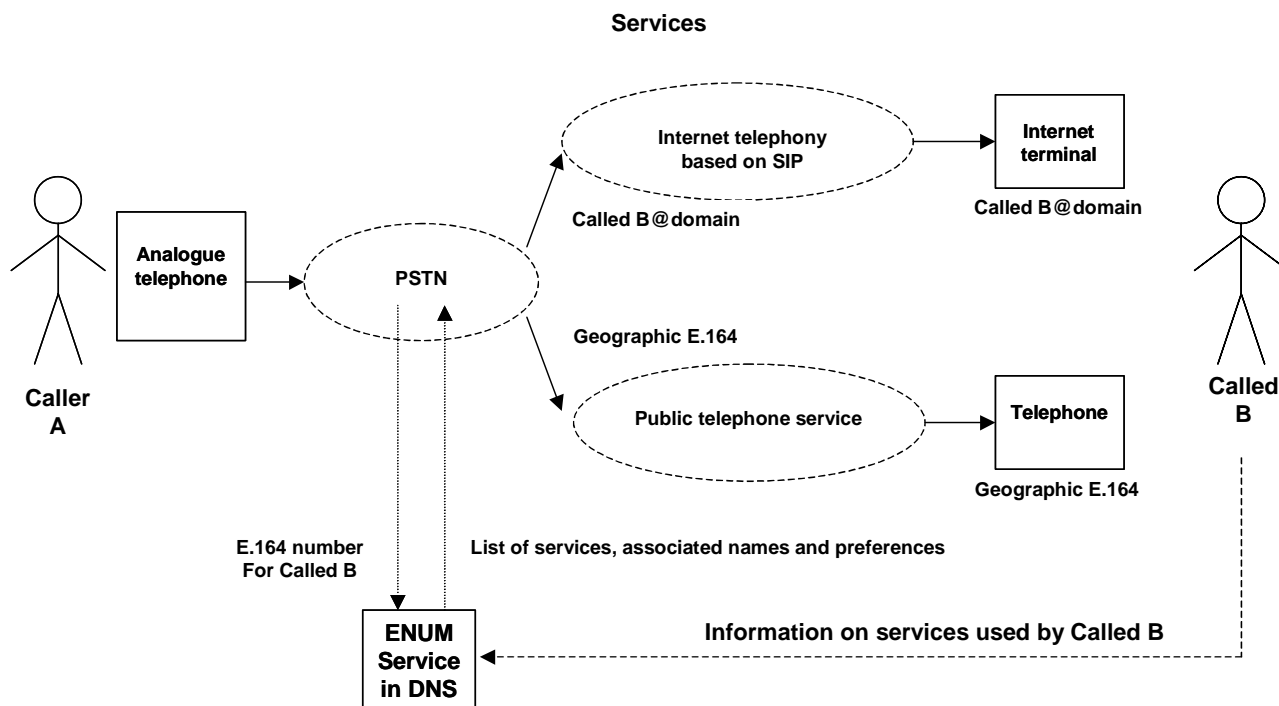 Services
Internet telephony
based on SIP
Internet
terminal
Called B@domain
Called B@domain
Analogue
telephone
PSTN
Caller
A
Geographic E.164
Public telephone service
Telephone
Geographic E.164
Called
B
E.164 number
For Called B
List of services, associated names and preferences
ENUM
Service
in DNS
Information on services used by Called B